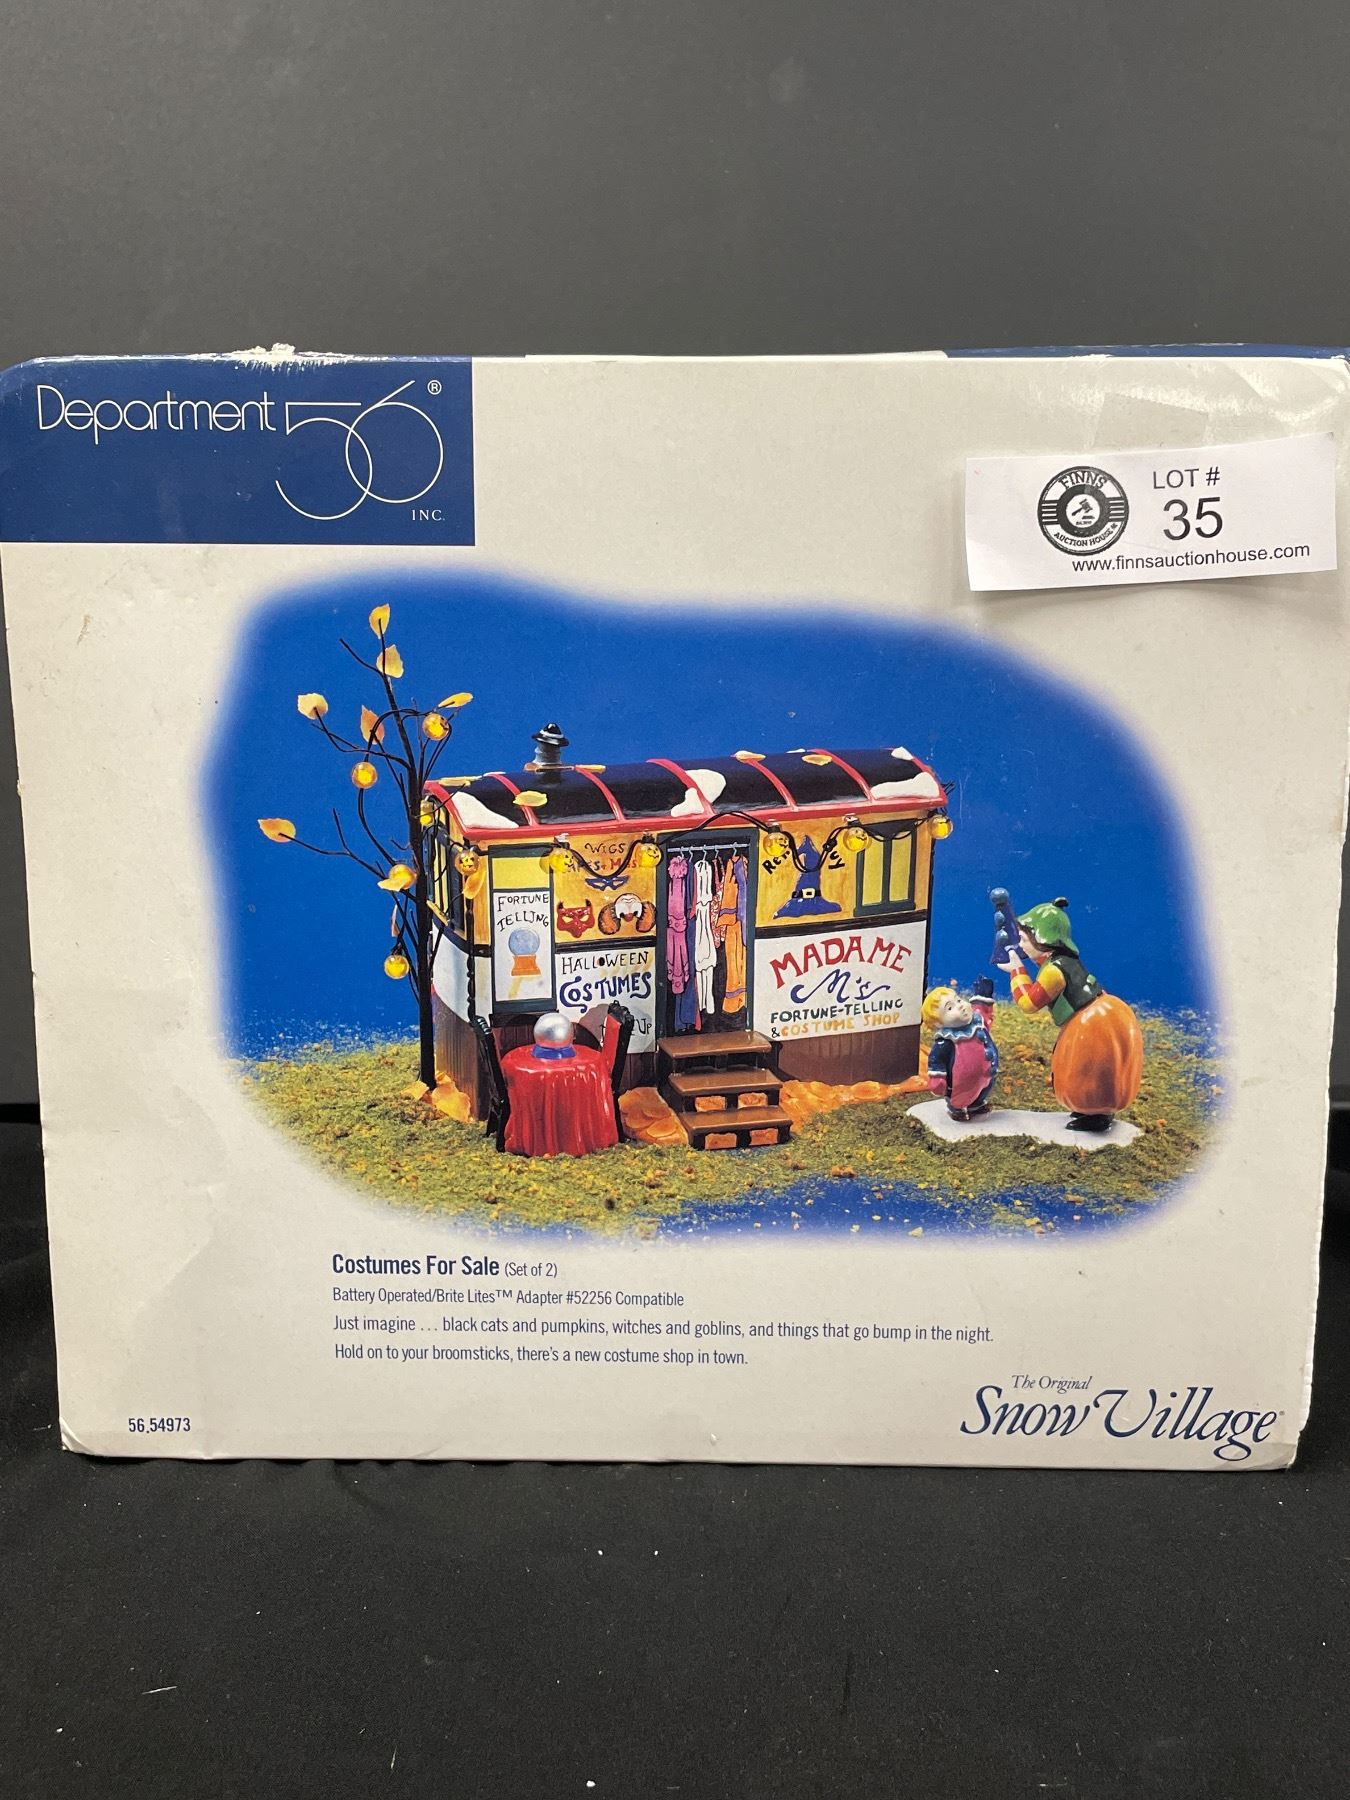 Department 56®
INC.
FINNS
AUCTION HOUSE
LOT #
35
www.finnsauctionhouse.com
WIGS
FORTUNE
TELLING
HALLOWEEN
COSTUMES
MADAME
M's
FORTUNE-TELLING
& COSTUME SHOP
Costumes For Sale (Set of 2)
Battery Operated/Brite Lites™ Adapter #52256 Compatible
Just imagine ... black cats and pumpkins, witches and goblins, and things that go bump in the night.
Hold on to your broomsticks, there's a new costume shop in town.
The Original
Snow Village®
56.54973